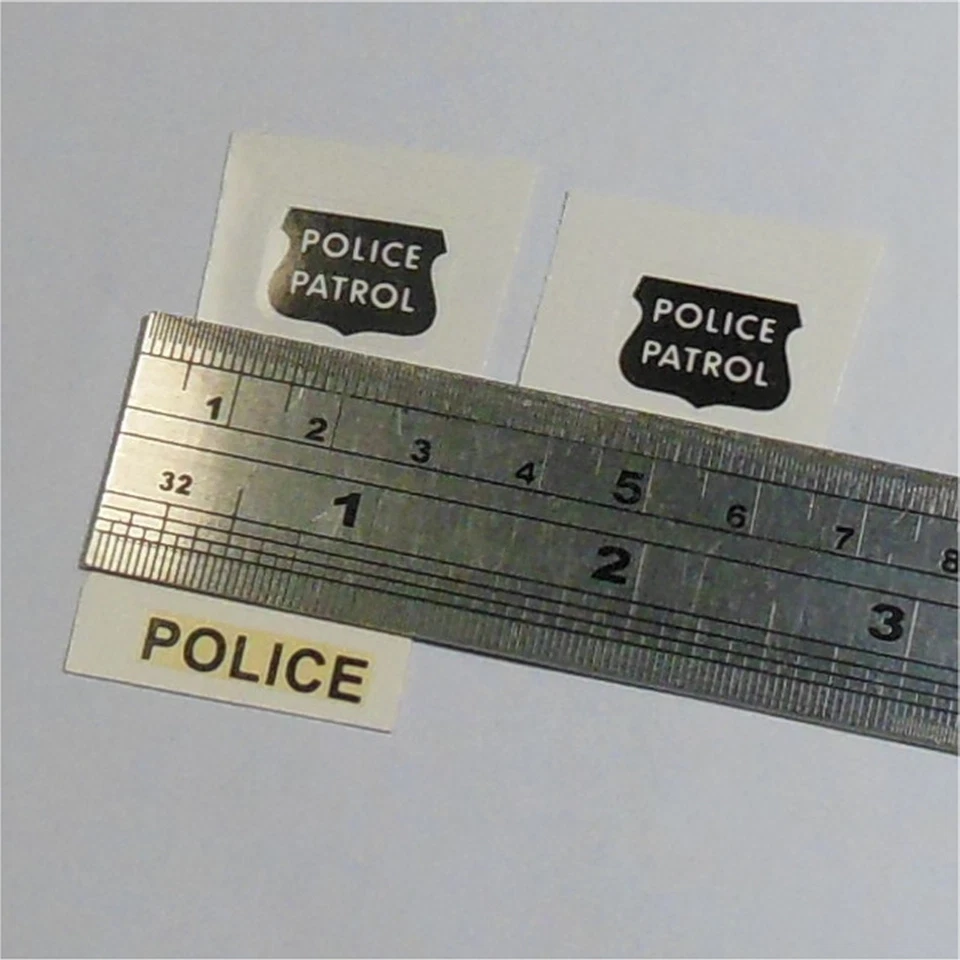 POLICE
PATROL
POLICE
PATROL
1 2 3 4 5 6 7 8
32 1 2 3
POLICE